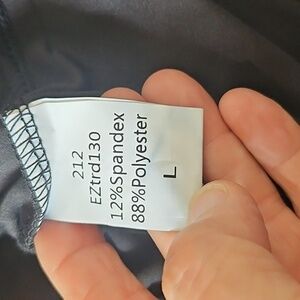 212
EZtrd130
12%Spandex
88%Polyester
L